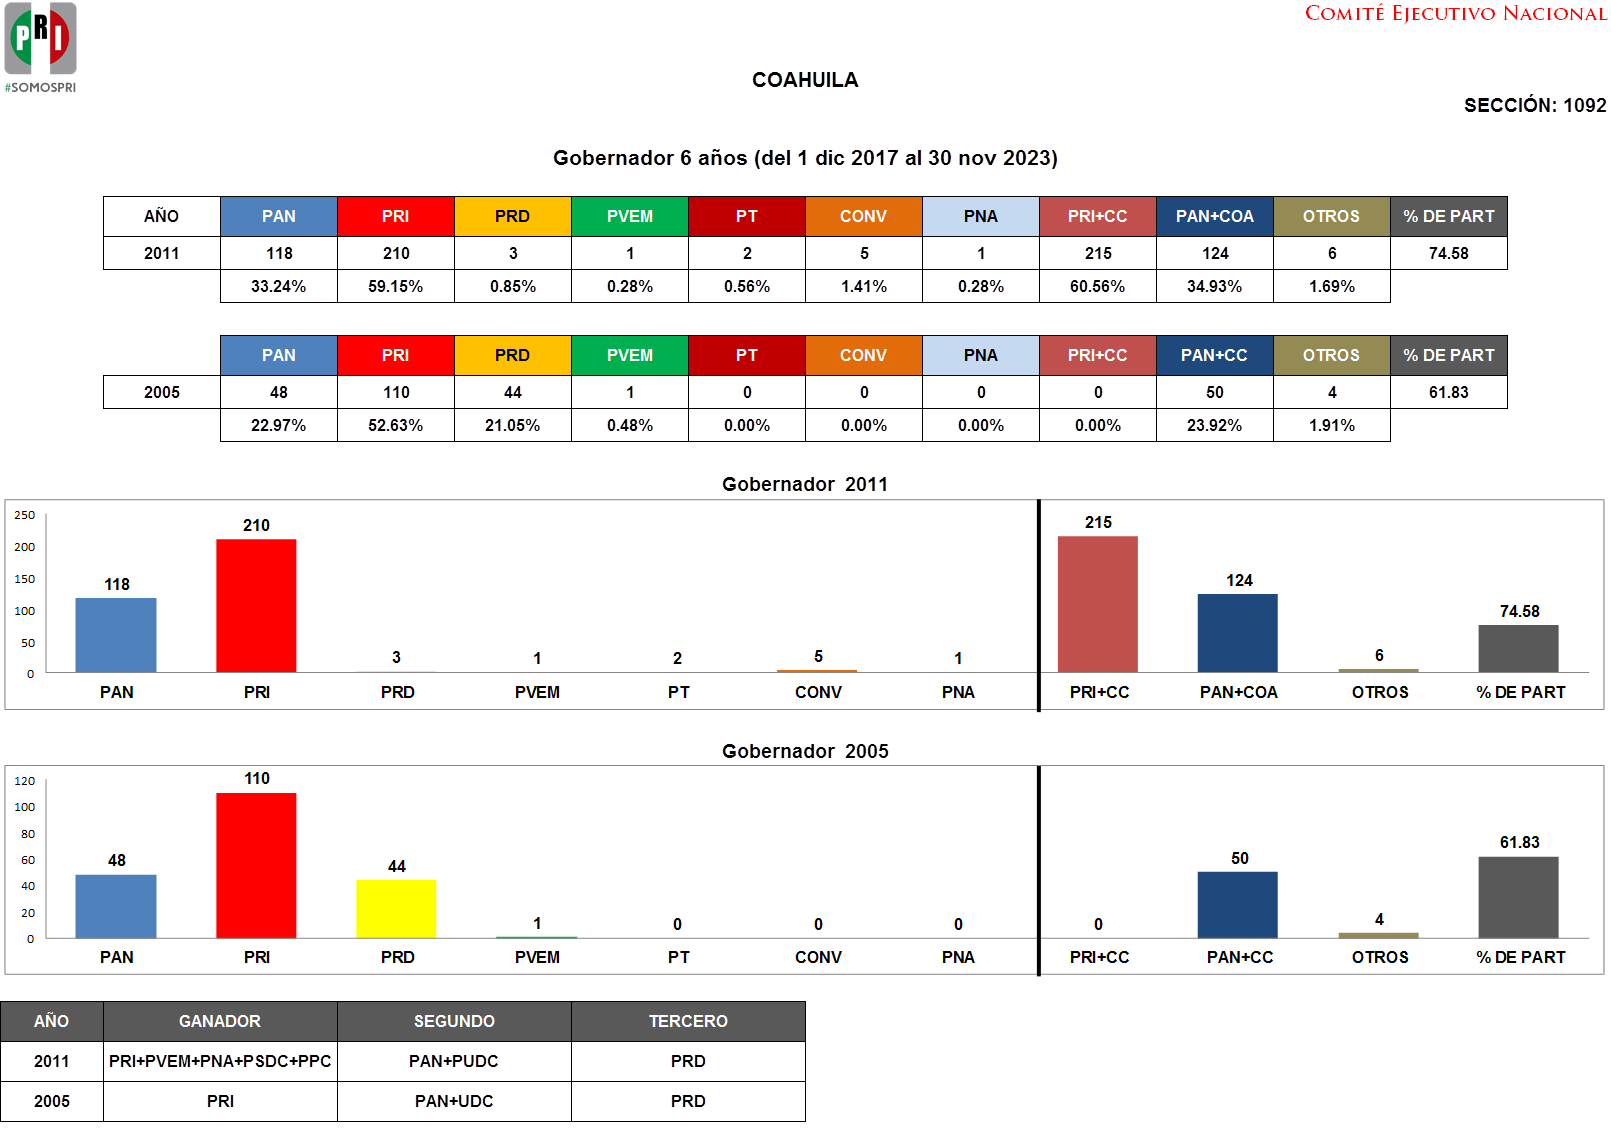 PRI
#SOMOSPRI
COMITÉ EJECUTIVO NACIONAL
COAHUILA
SECCIÓN: 1092
Gobernador 6 años (del 1 dic 2017 al 30 nov 2023)
AÑO PAN PRI PRD PVEM PT CONV PNA PRI+CC PAN+COA OTROS % DE PART
2011 118 210 3 1 2 5 1 215 124 6 74.58
33.24% 59.15% 0.85% 0.28% 0.56% 1.41% 0.28% 60.56% 34.93% 1.69%
PAN PRI PRD PVEM PT CONV PNA PRI+CC PAN+CC OTROS % DE PART
2005 48 110 44 1 0 0 0 0 50 4 61.83
22.97% 52.63% 21.05% 0.48% 0.00% 0.00% 0.00% 0.00% 23.92% 1.91%
Gobernador 2011
250
200
150
100
50
0
118 210 3 1 2 5 1 215 124 6 74.58
PAN PRI PRD PVEM PT CONV PNA PRI+CC PAN+COA OTROS % DE PART
Gobernador 2005
120
100
80
60
40
20
0
48 110 44 1 0 0 0 0 50 4 61.83
PAN PRI PRD PVEM PT CONV PNA PRI+CC PAN+CC OTROS % DE PART
AÑO GANADOR SEGUNDO TERCERO
2011 PRI+PVEM+PNA+PSDC+PPC PAN+PUDC PRD
2005 PRI PAN+UDC PRD